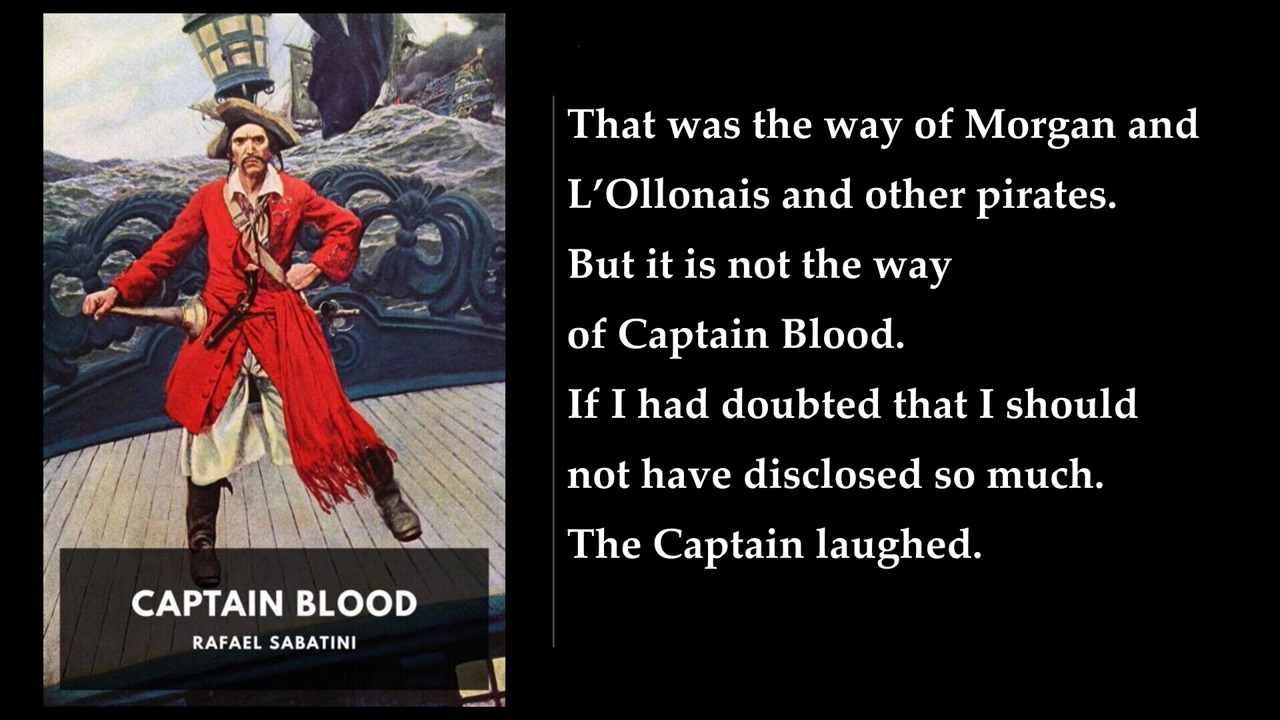 CAPTAIN BLOOD
RAFAEL SABATINI
That was the way of Morgan and
L’Ollonais and other pirates.
But it is not the way
of Captain Blood.
If I had doubted that I should
not have disclosed so much.
The Captain laughed.